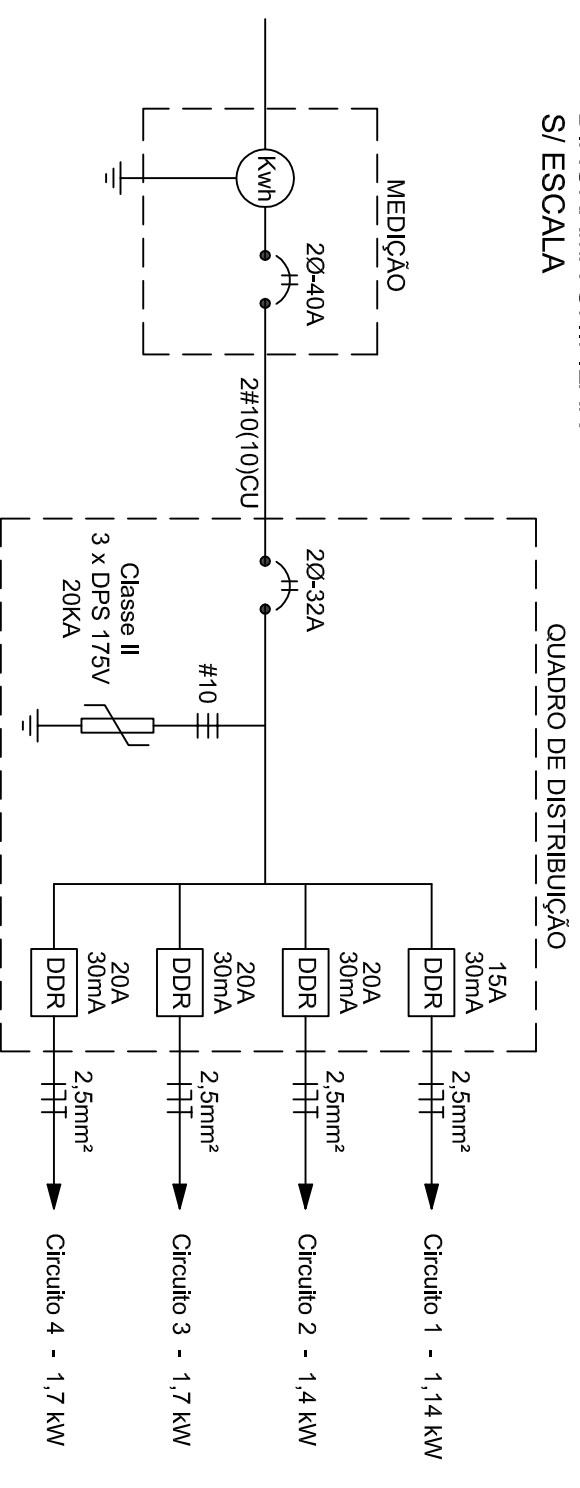 S/ ESCALA
MEDIÇÃO
Kwh
2Ø-40A
2#10(10)CU
QUADRO DE DISTRIBUIÇÃO
2Ø-32A
#10
Classe II
3 x DPS 175V
20KA
15A
30mA
DDR
2,5mm²
Circuito 1 - 1,14 kW
20A
30mA
DDR
2,5mm²
Circuito 2 - 1,4 kW
20A
30mA
DDR
2,5mm²
Circuito 3 - 1,7 kW
20A
30mA
DDR
2,5mm²
Circuito 4 - 1,7 kW